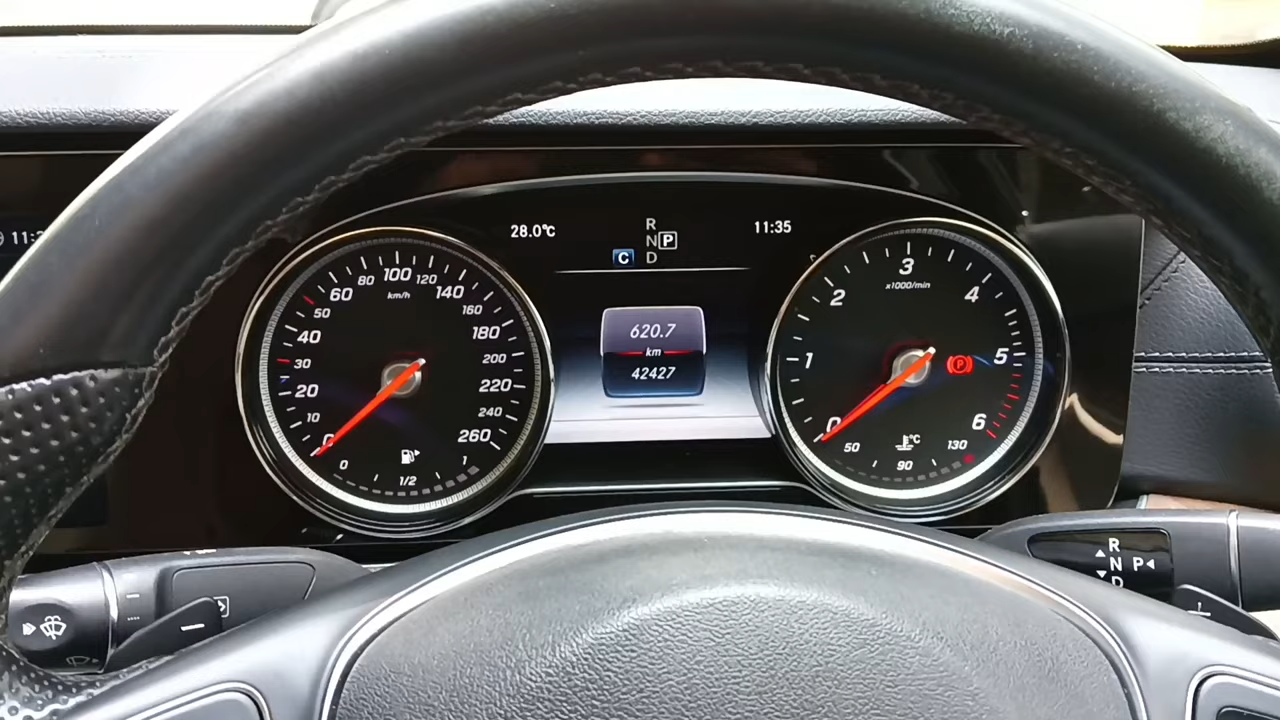 11:3
28.0°C
R
N P
C D
11:35
60 80 100 120 140
km/h
50 160
40 180
30 200
20 220
10 240
0 260
0 1/2 1
620.7
km
42427
3
x1000/min
2 4
1 5
P
0 6
50 °C 130
90
R
N P
D